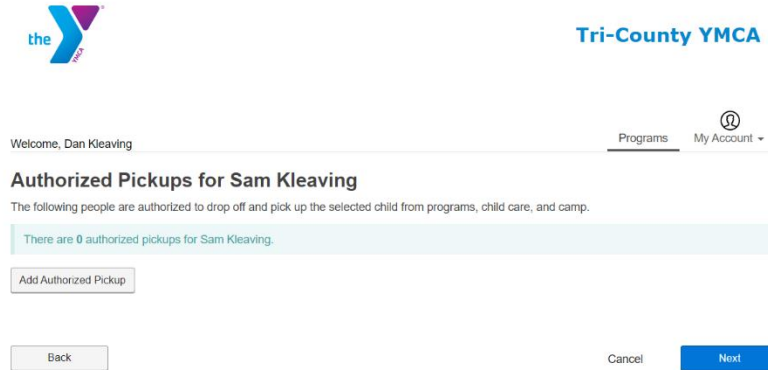 the
YMCA
Tri-County YMCA
Welcome, Dan Kleaving
Programs
My Account
Authorized Pickups for Sam Kleaving
The following people are authorized to drop off and pick up the selected child from programs, child care, and camp.
There are 0 authorized pickups for Sam Kleaving.
Add Authorized Pickup
Back
Cancel
Next